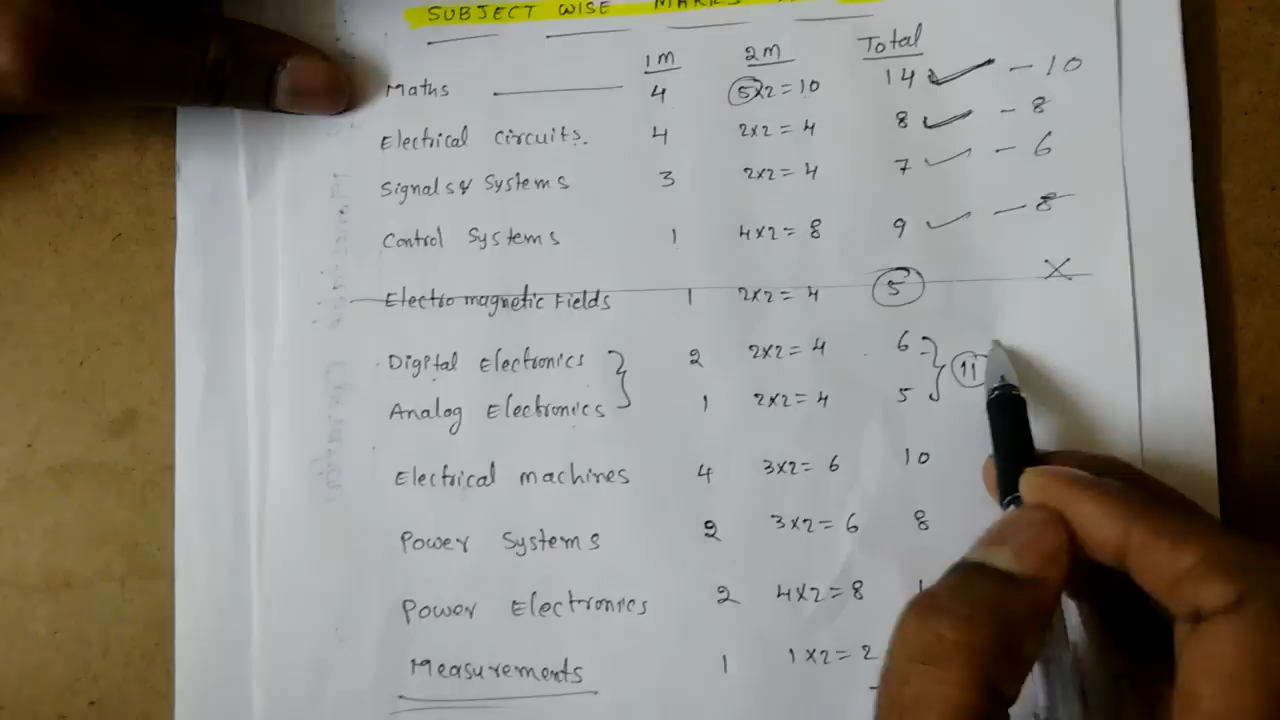 SUBJECT WISE MARKS
1M 2M Total
Maths 4 5x2=10 14 ✓ - 10
Electrical Circuits. 4 2x2=4 8 ✓ - 8
Signals & Systems 3 2x2=4 7 ✓ - 6
Control Systems 1 4x2=8 9 ✓ - 8
Electromagnetic Fields 1 2x2=4 5 X
Digital Electronics } 2 2x2=4 6 } 11
Analog Electronics 1 2x2=4 5
Electrical machines 4 3x2=6 10
Power Systems 2 3x2=6 8
Power Electronics 2 4x2=8
Measurements 1 1x2=2